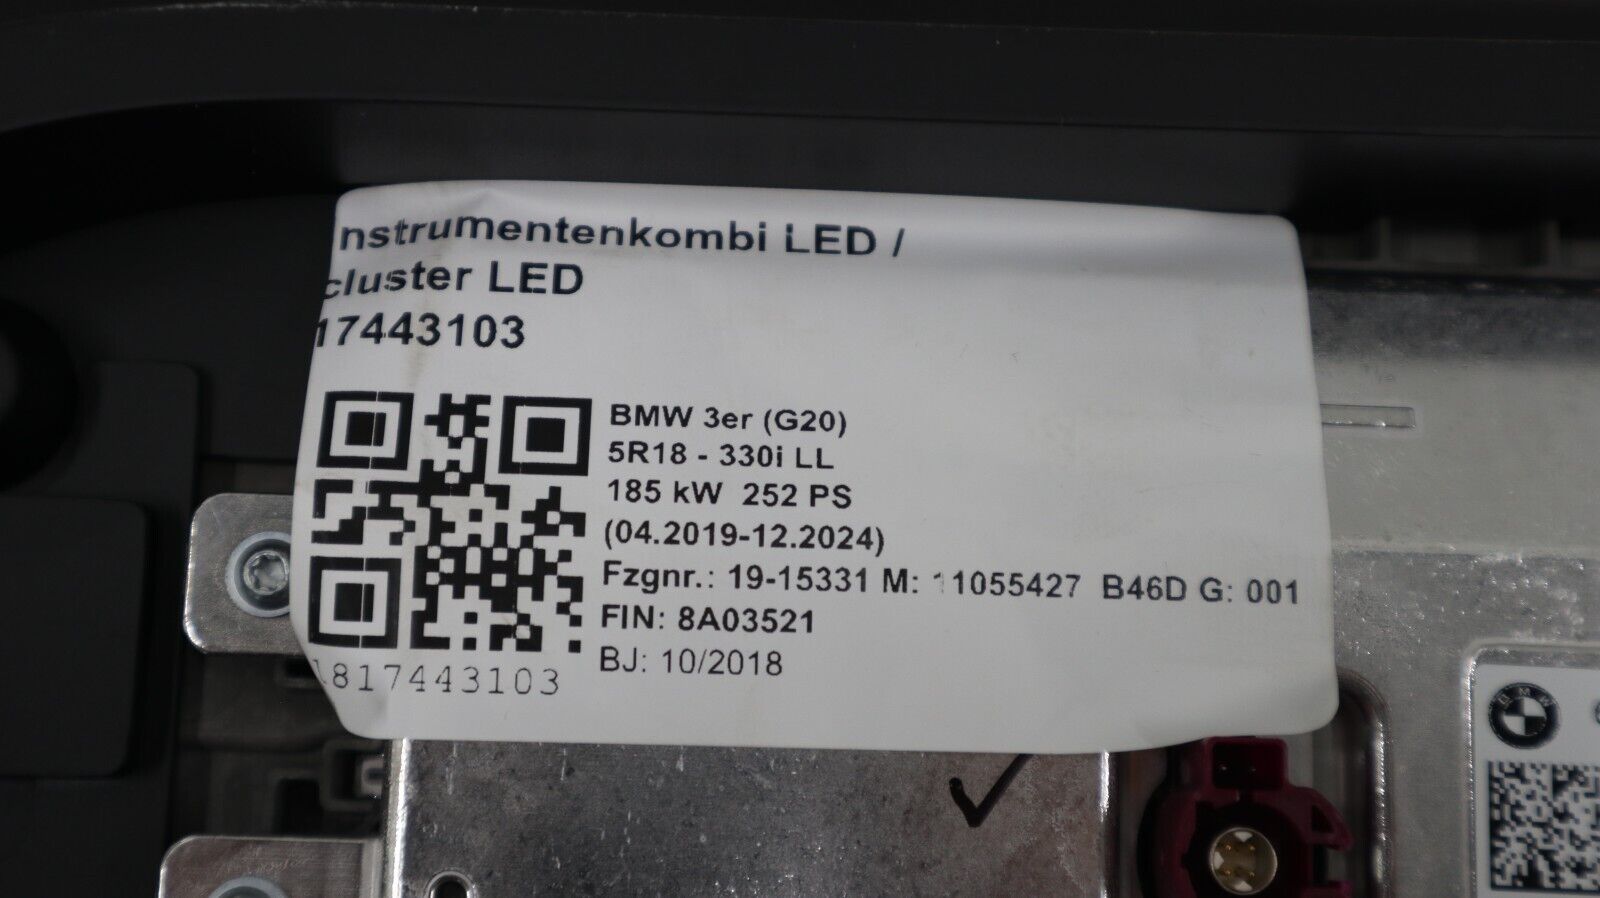 nstrumentenkombi LED /
cluster LED
17443103
BMW 3er (G20)
5R18 - 330i LL
185 kW 252 PS
(04.2019-12.2024)
Fzgnr.: 19-15331 M: 11055427 B46D G: 001
FIN: 8A03521
BJ: 10/2018
1817443103
BMW